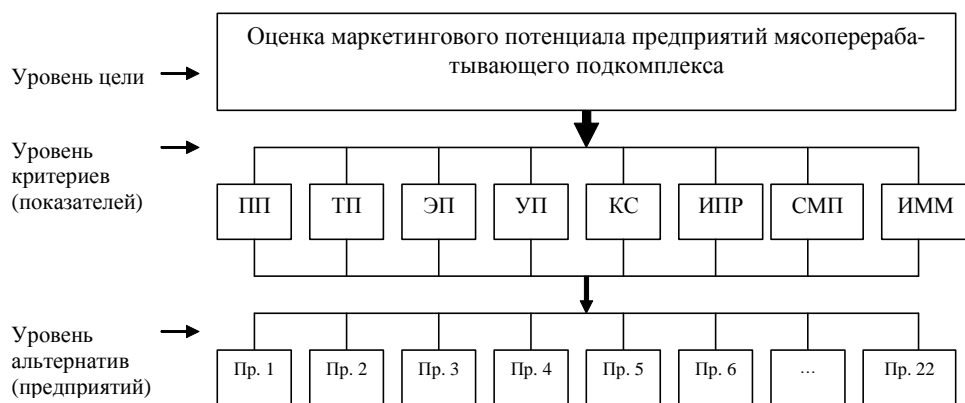 Оценка маркетингового потенциала предприятий мясоперераба-
тывающего подкомплекса
Уровень цели
Уровень
критериев
(показателей)
ПП ТП ЭП УП КС ИПР СМП ИММ
Уровень
альтернатив
(предприятий)
Пр. 1 Пр. 2 Пр. 3 Пр. 4 Пр. 5 Пр. 6 ... Пр. 22